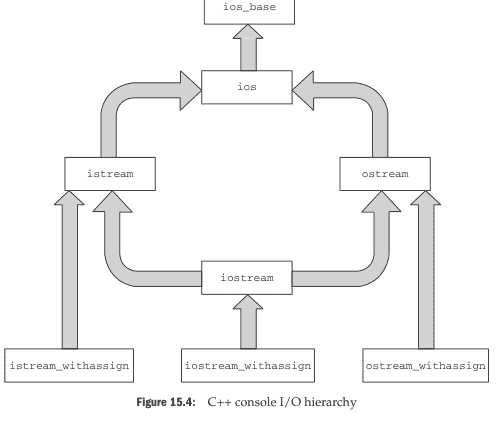 ios_base
ios
istream
ostream
iostream
istream_withassign
iostream_withassign
ostream_withassign
Figure 15.4: C++ console I/O hierarchy